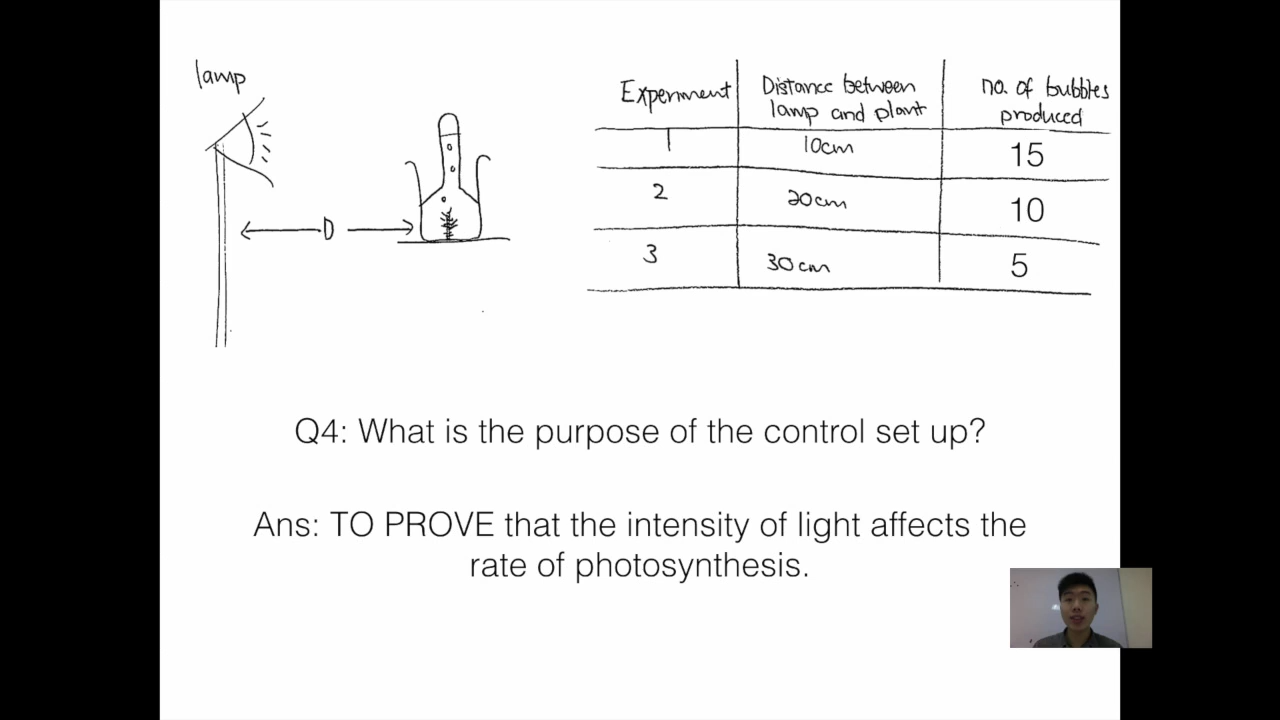 lamp
D
Experiment Distance between lamp and plant no. of bubbles produced
1 10cm 15
2 20cm 10
3 30cm 5
Q4: What is the purpose of the control set up?
Ans: TO PROVE that the intensity of light affects the
rate of photosynthesis.